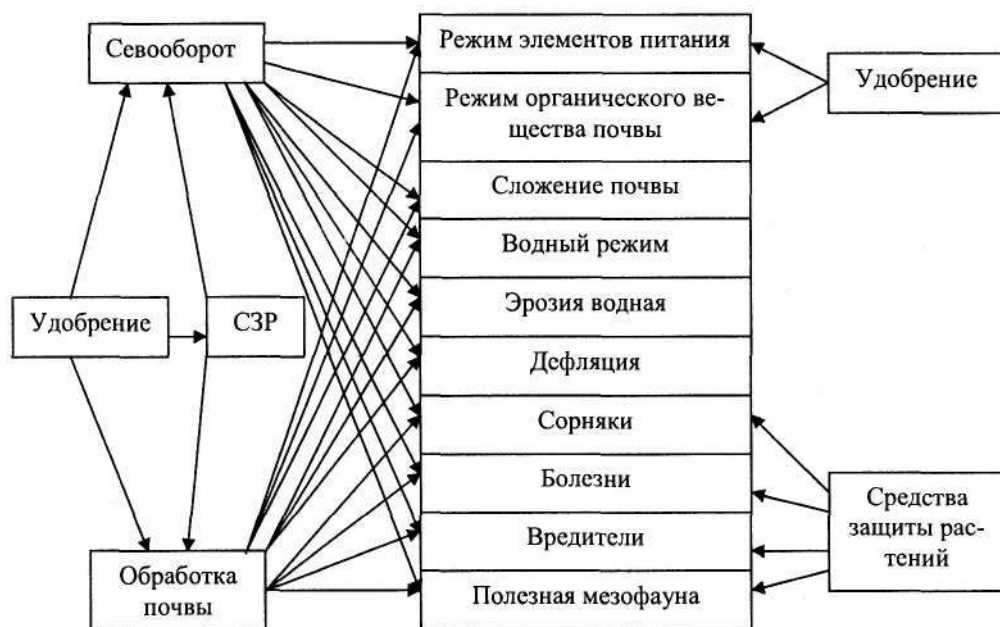 Севооборот
Удобрение
СЗР
Обработка
почвы
Режим элементов питания
Режим органического ве-
щества почвы
Сложение почвы
Водный режим
Эрозия водная
Дефляция
Сорняки
Болезни
Вредители
Полезная мезофауна
Удобрение
Средства
защиты рас-
тений